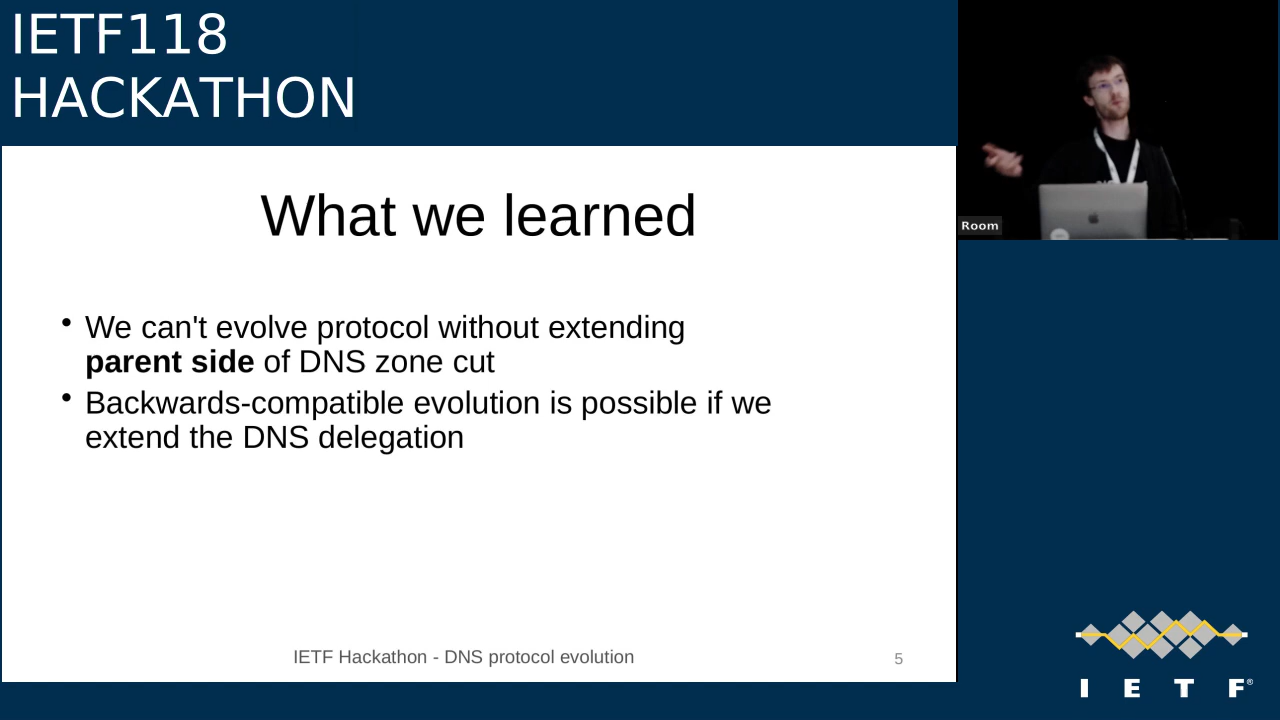 IETF118
HACKATHON
What we learned
• We can't evolve protocol without extending
parent side of DNS zone cut
• Backwards-compatible evolution is possible if we
extend the DNS delegation
IETF Hackathon - DNS protocol evolution
5
Room
I E T F®